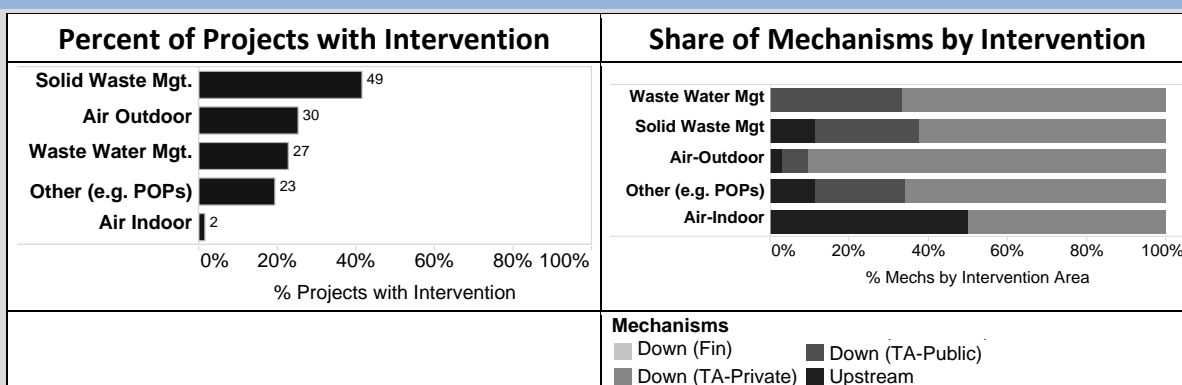 Percent of Projects with Intervention
Solid Waste Mgt. 49
Air Outdoor 30
Waste Water Mgt. 27
Other (e.g. POPs) 23
Air Indoor 2
0% 20% 40% 60% 80% 100%
% Projects with Intervention
Share of Mechanisms by Intervention
Waste Water Mgt
Solid Waste Mgt
Air-Outdoor
Other (e.g. POPs)
Air-Indoor
0% 20% 40% 60% 80% 100%
% Mechs by Intervention Area
Mechanisms
Down (Fin) Down (TA-Public)
Down (TA-Private) Upstream